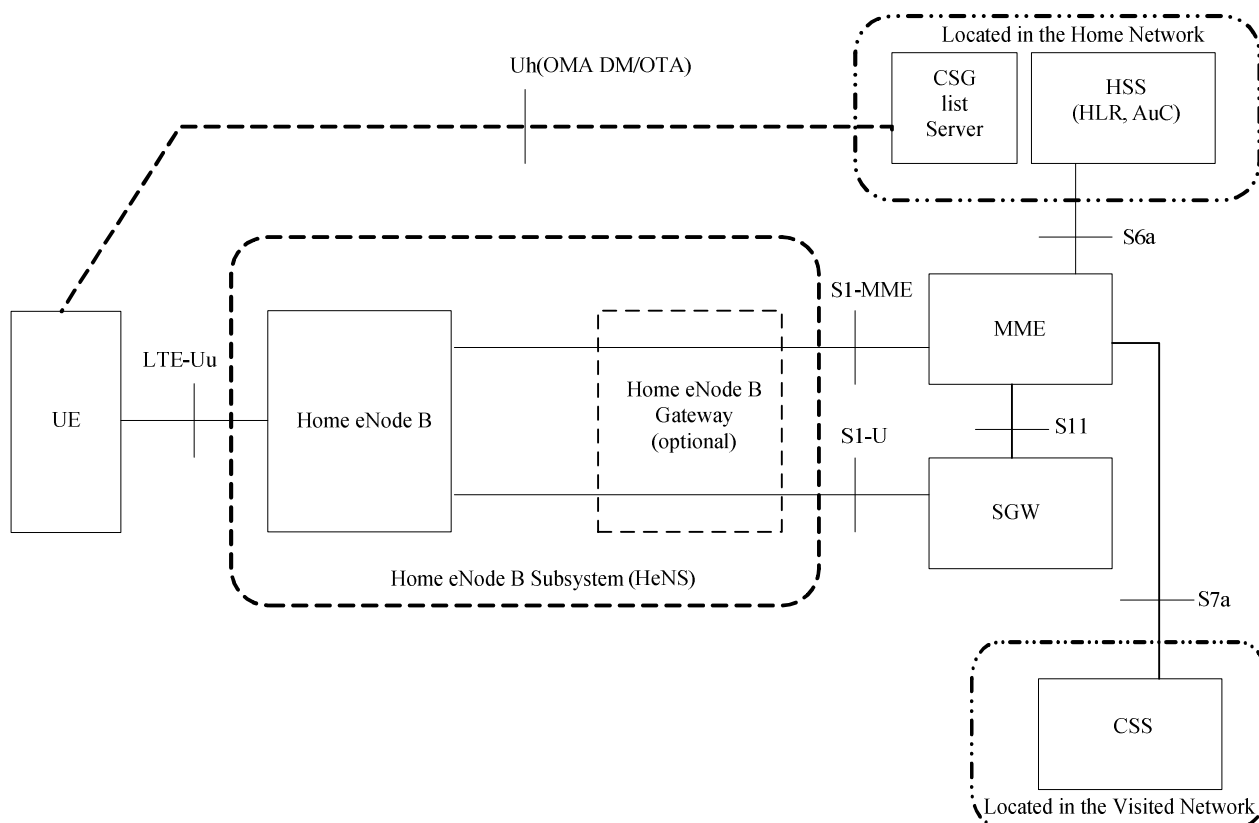 Located in the Home Network
Uh(OMA DM/OTA)
CSG
list
Server
HSS
(HLR, AuC)
S6a
S1-MME
MME
LTE-Uu
UE
Home eNode B
Home eNode B
Gateway
(optional)
S1-U
S11
SGW
Home eNode B Subsystem (HeNS)
S7a
CSS
Located in the Visited Network